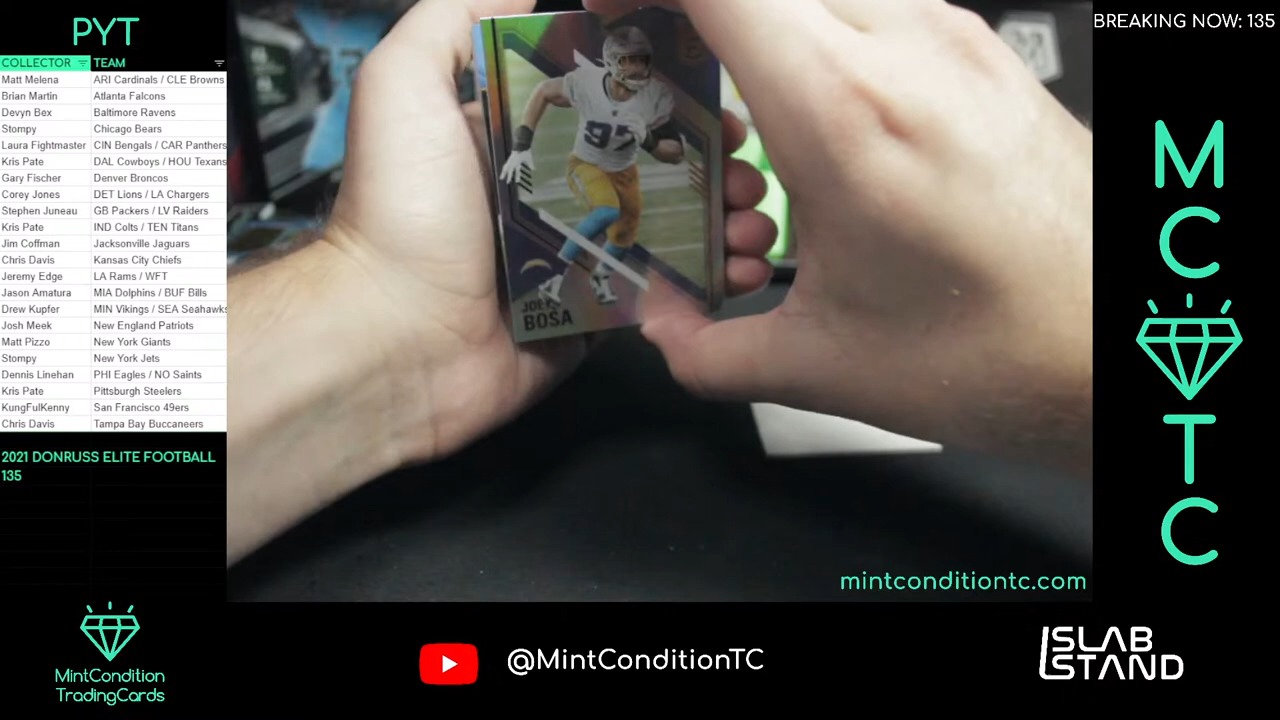 PYT
COLLECTOR TEAM
Matt Melena ARI Cardinals / CLE Browns
Brian Martin Atlanta Falcons
Devyn Bex Baltimore Ravens
Stompy Chicago Bears
Laura Fightmaster CIN Bengals / CAR Panthers
Kris Pate DAL Cowboys / HOU Texans
Gary Fischer Denver Broncos
Corey Jones DET Lions / LA Chargers
Stephen Juneau GB Packers / LV Raiders
Kris Pate IND Colts / TEN Titans
Jim Coffman Jacksonville Jaguars
Chris Davis Kansas City Chiefs
Jeremy Edge LA Rams / WFT
Jason Amatura MIA Dolphins / BUF Bills
Drew Kupfer MIN Vikings / SEA Seahawks
Josh Meek New England Patriots
Matt Pizzo New York Giants
Stompy New York Jets
Dennis Linehan PHI Eagles / NO Saints
Kris Pate Pittsburgh Steelers
KungFulKenny San Francisco 49ers
Chris Davis Tampa Bay Buccaneers
2021 DONRUSS ELITE FOOTBALL
135
MintCondition
TradingCards
97
JOEY
BOSA
mintconditiontc.com
@MintConditionTC
BREAKING NOW: 135
M
C
T
C
SLAB
STAND